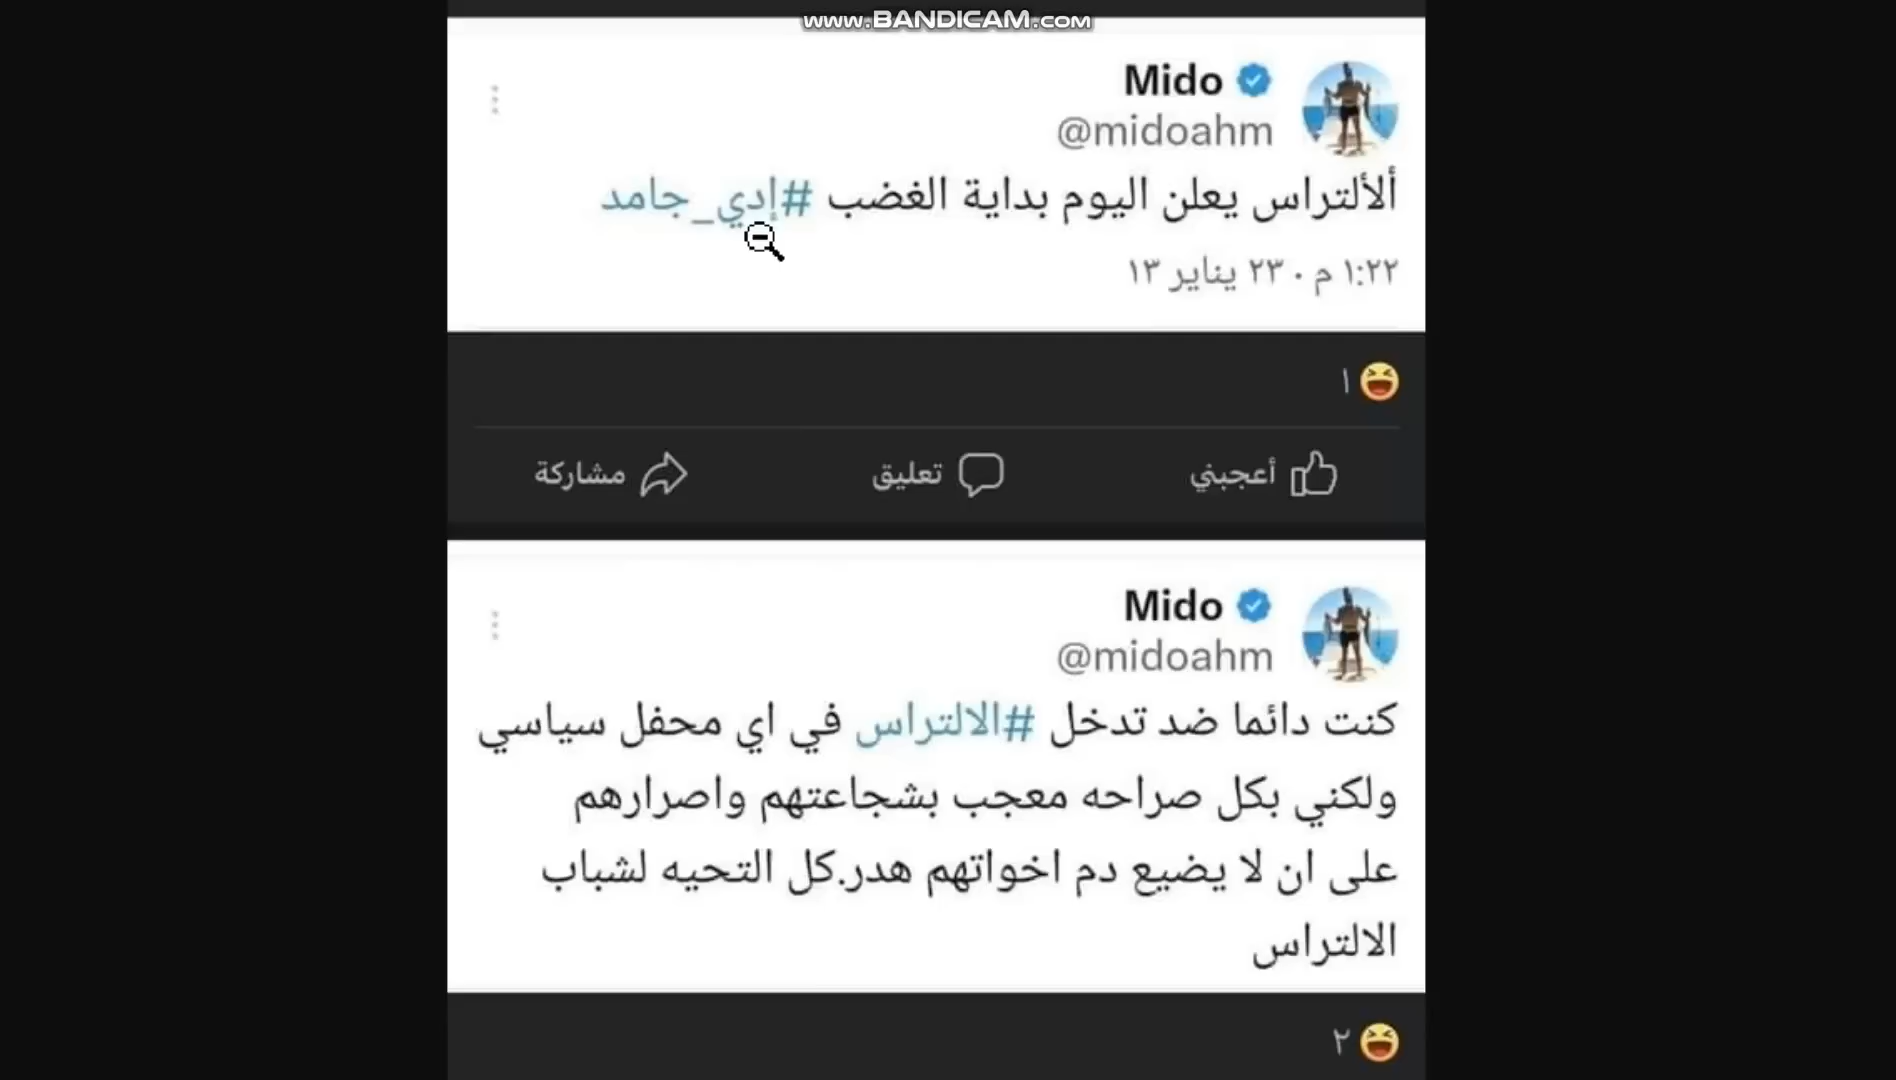 www.BANDICAM.com
Mido
@midoahm
ألألتراس يعلن اليوم بداية الغضب #إدي_جامد
١:٢٢ م . ٢٣ يناير ١٣
١
أعجبني تعليق مشاركة
Mido
@midoahm
كنت دائما ضد تدخل #الالتراس في اي محفل سياسي
ولكني بكل صراحه معجب بشجاعتهم واصرارهم
على ان لا يضيع دم اخواتهم هدر.كل التحيه لشباب
الالتراس
٢